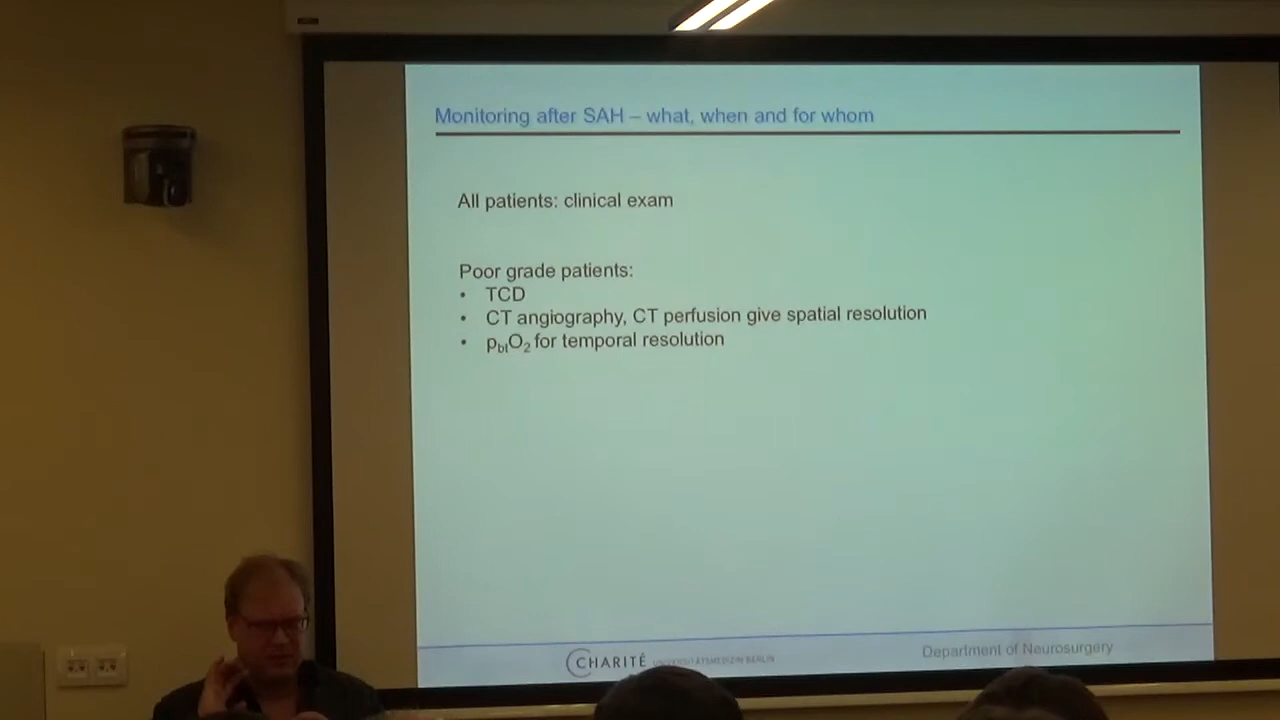 Monitoring after SAH – what, when and for whom
All patients: clinical exam
Poor grade patients:
• TCD
• CT angiography, CT perfusion give spatial resolution
• pbtO2 for temporal resolution
CHARITÉ UNIVERSITÄTSMEDIZIN BERLIN
Department of Neurosurgery